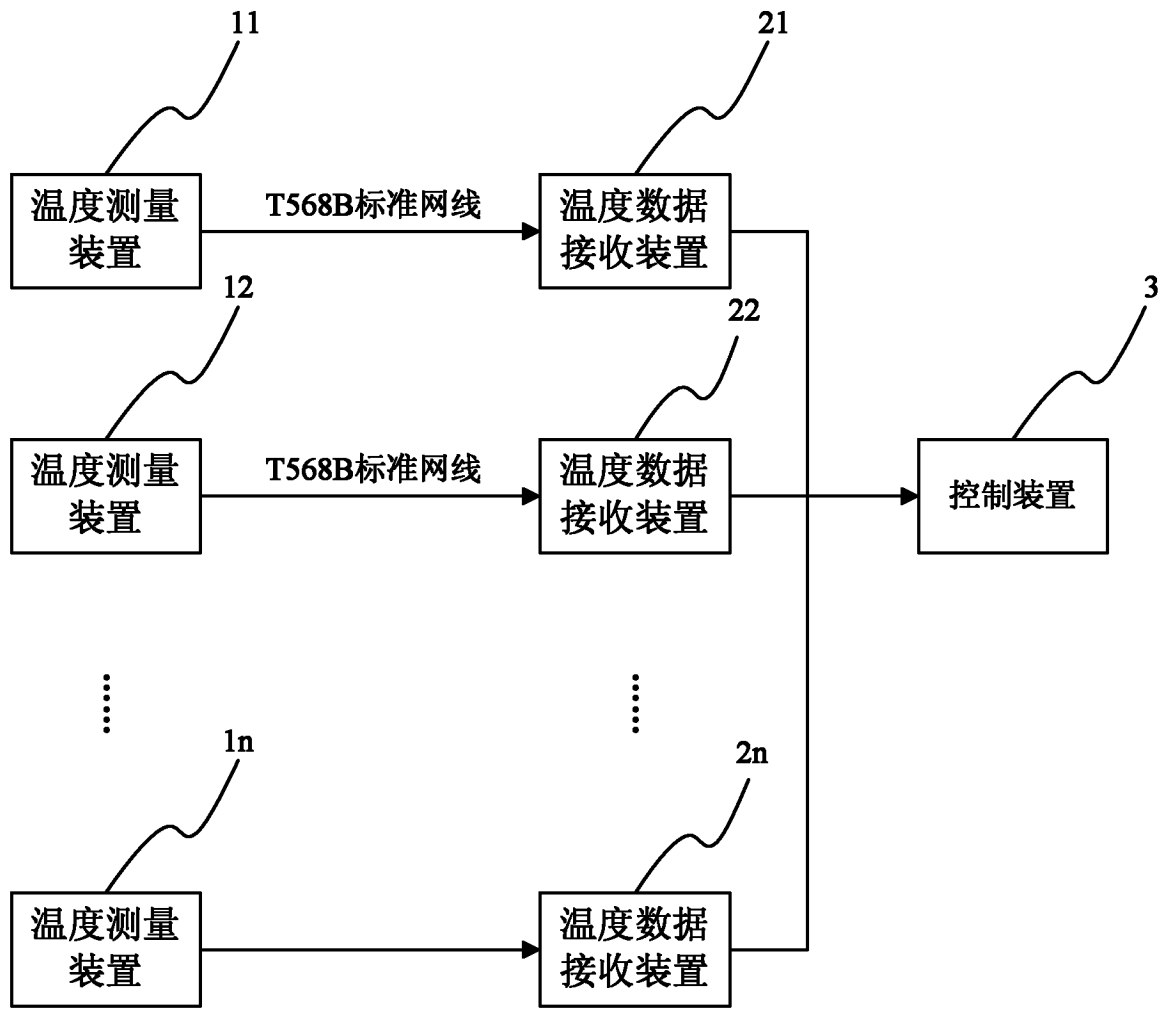 11
21
温度测量
装置
T568B标准网线
温度数据
接收装置
12
22
3
温度测量
装置
T568B标准网线
温度数据
接收装置
控制装置
1n
2n
温度测量
装置
温度数据
接收装置